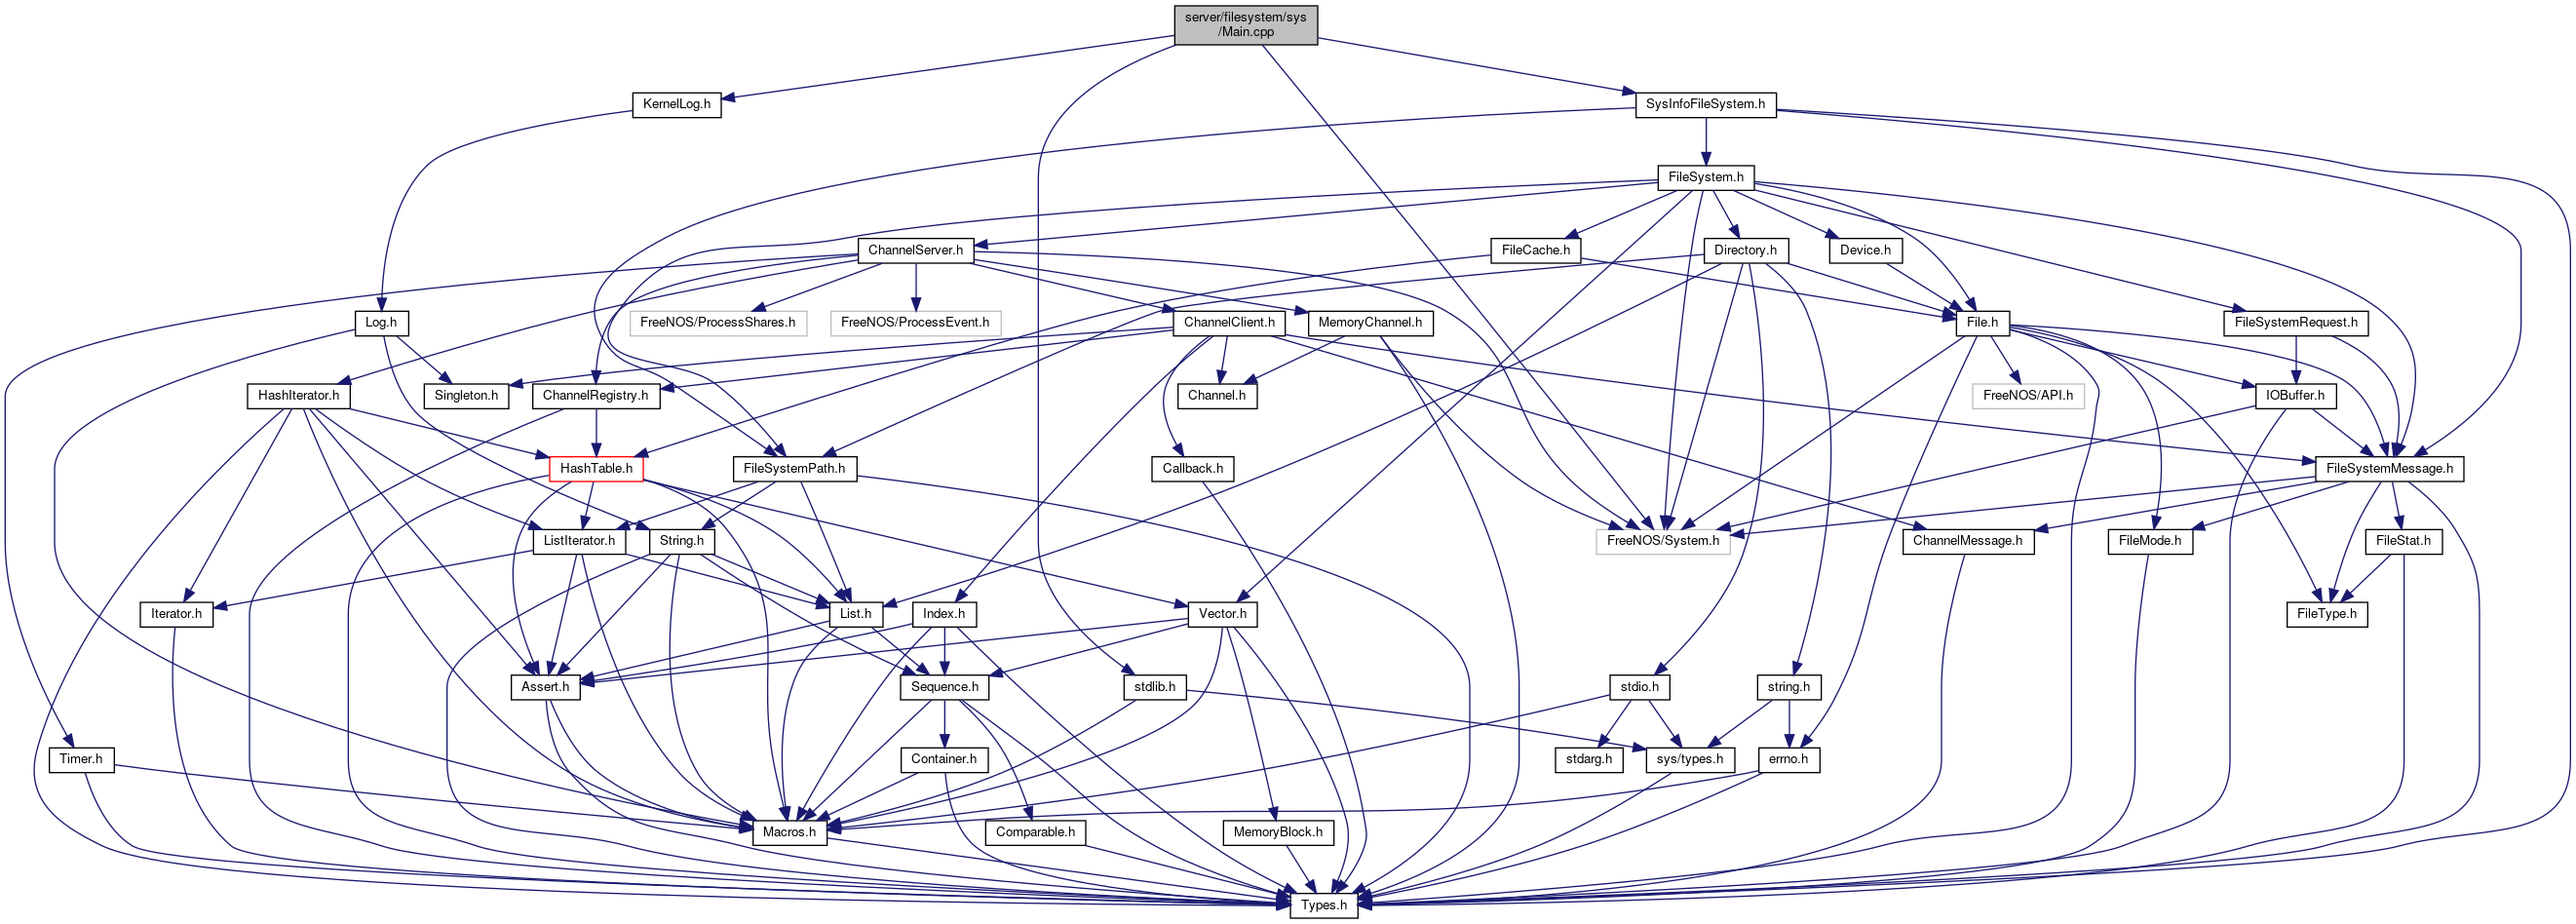 server/filesystem/sys
/Main.cpp
KernelLog.h
SysInfoFileSystem.h
FileSystem.h
ChannelServer.h
FileCache.h
Directory.h
Device.h
Log.h
FreeNOS/ProcessShares.h
FreeNOS/ProcessEvent.h
ChannelClient.h
MemoryChannel.h
File.h
FileSystemRequest.h
HashIterator.h
Singleton.h
ChannelRegistry.h
Channel.h
FreeNOS/API.h
IOBuffer.h
HashTable.h
FileSystemPath.h
Callback.h
FileSystemMessage.h
ListIterator.h
String.h
FreeNOS/System.h
ChannelMessage.h
FileMode.h
FileStat.h
Iterator.h
List.h
Index.h
Vector.h
FileType.h
Assert.h
Sequence.h
stdlib.h
stdio.h
string.h
Timer.h
Container.h
stdarg.h
sys/types.h
errno.h
Macros.h
Comparable.h
MemoryBlock.h
Types.h